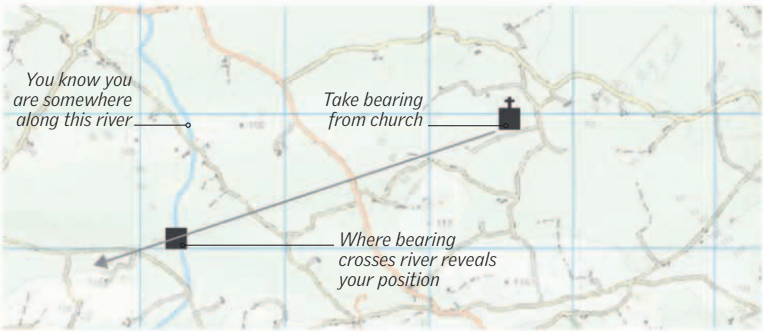 You know you
are somewhere
along this river
Take bearing
from church
Where bearing
crosses river reveals
your position